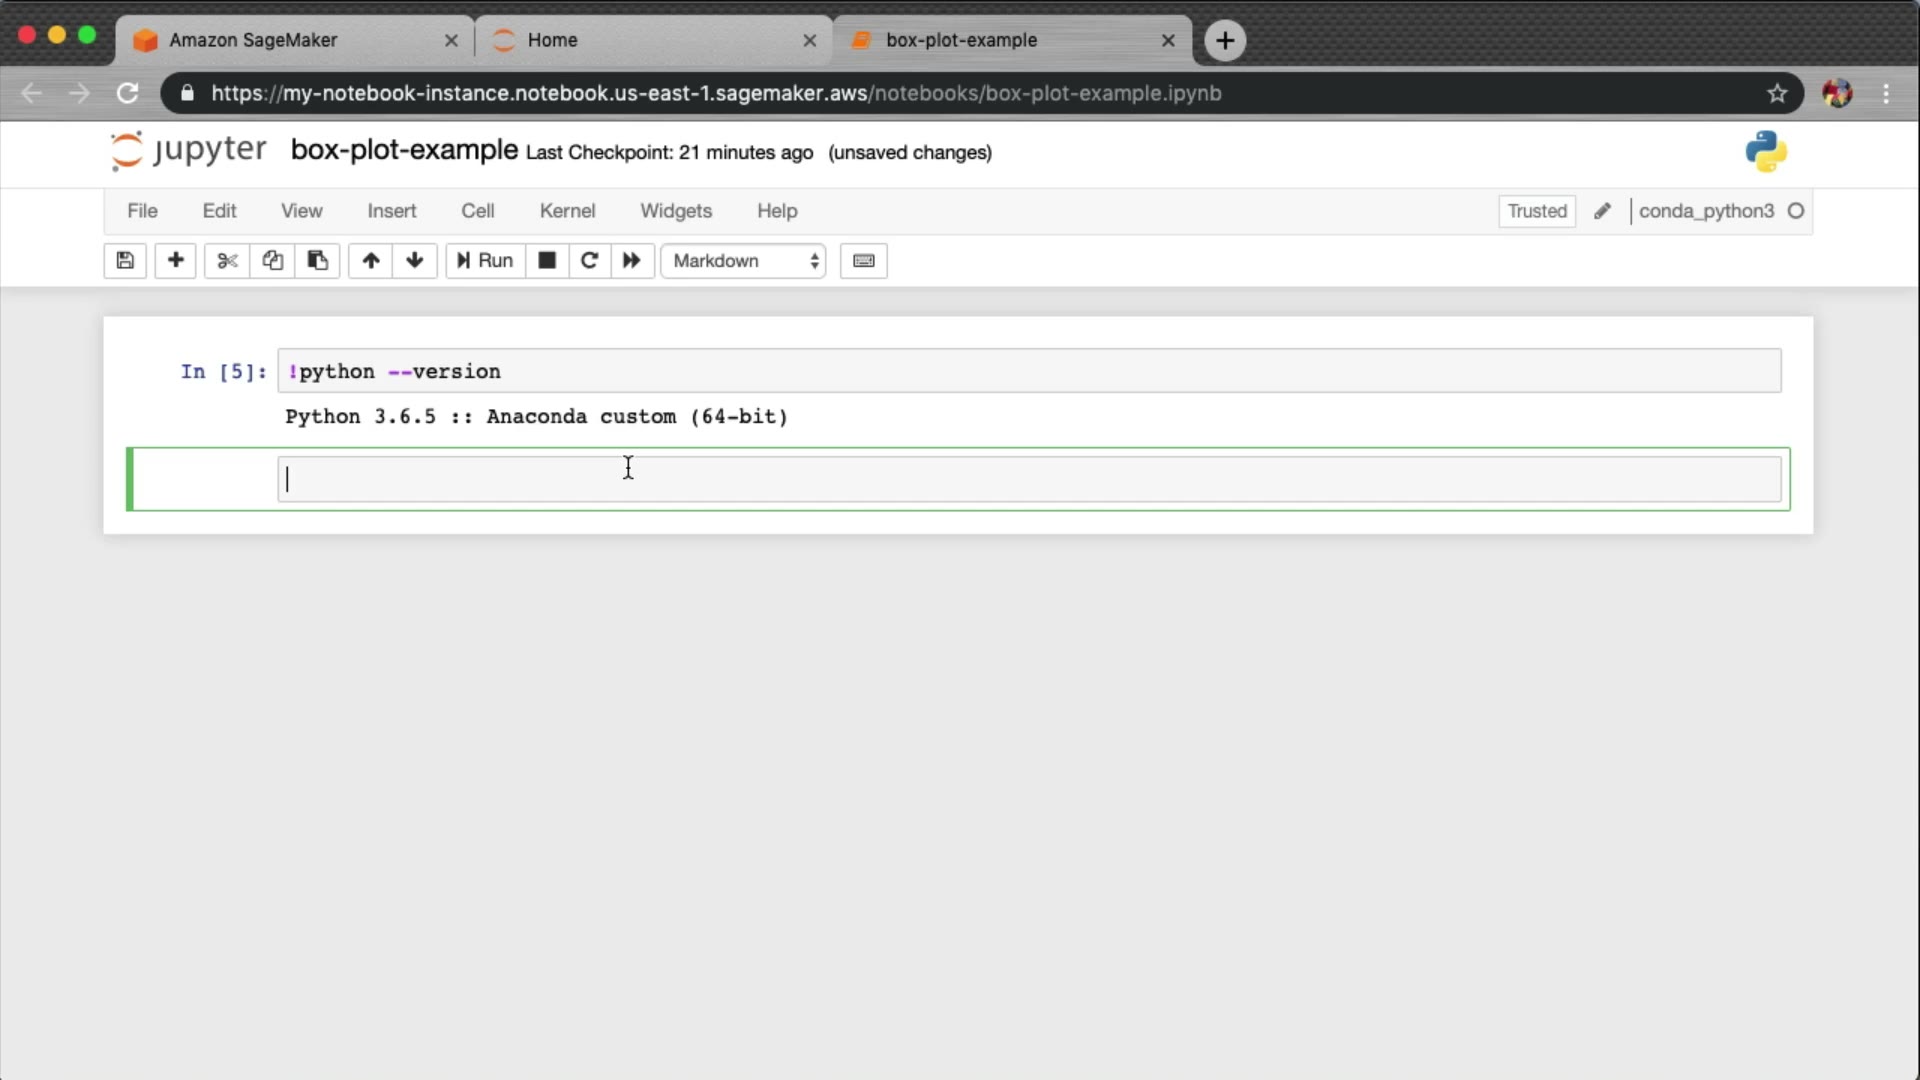 Amazon SageMaker
Home
box-plot-example
https://my-notebook-instance.notebook.us-east-1.sagemaker.aws/notebooks/box-plot-example.ipynb
jupyter box-plot-example Last Checkpoint: 21 minutes ago (unsaved changes)
File Edit View Insert Cell Kernel Widgets Help Trusted conda_python3
Run Markdown
In [5]: !python --version
Python 3.6.5 :: Anaconda custom (64-bit)